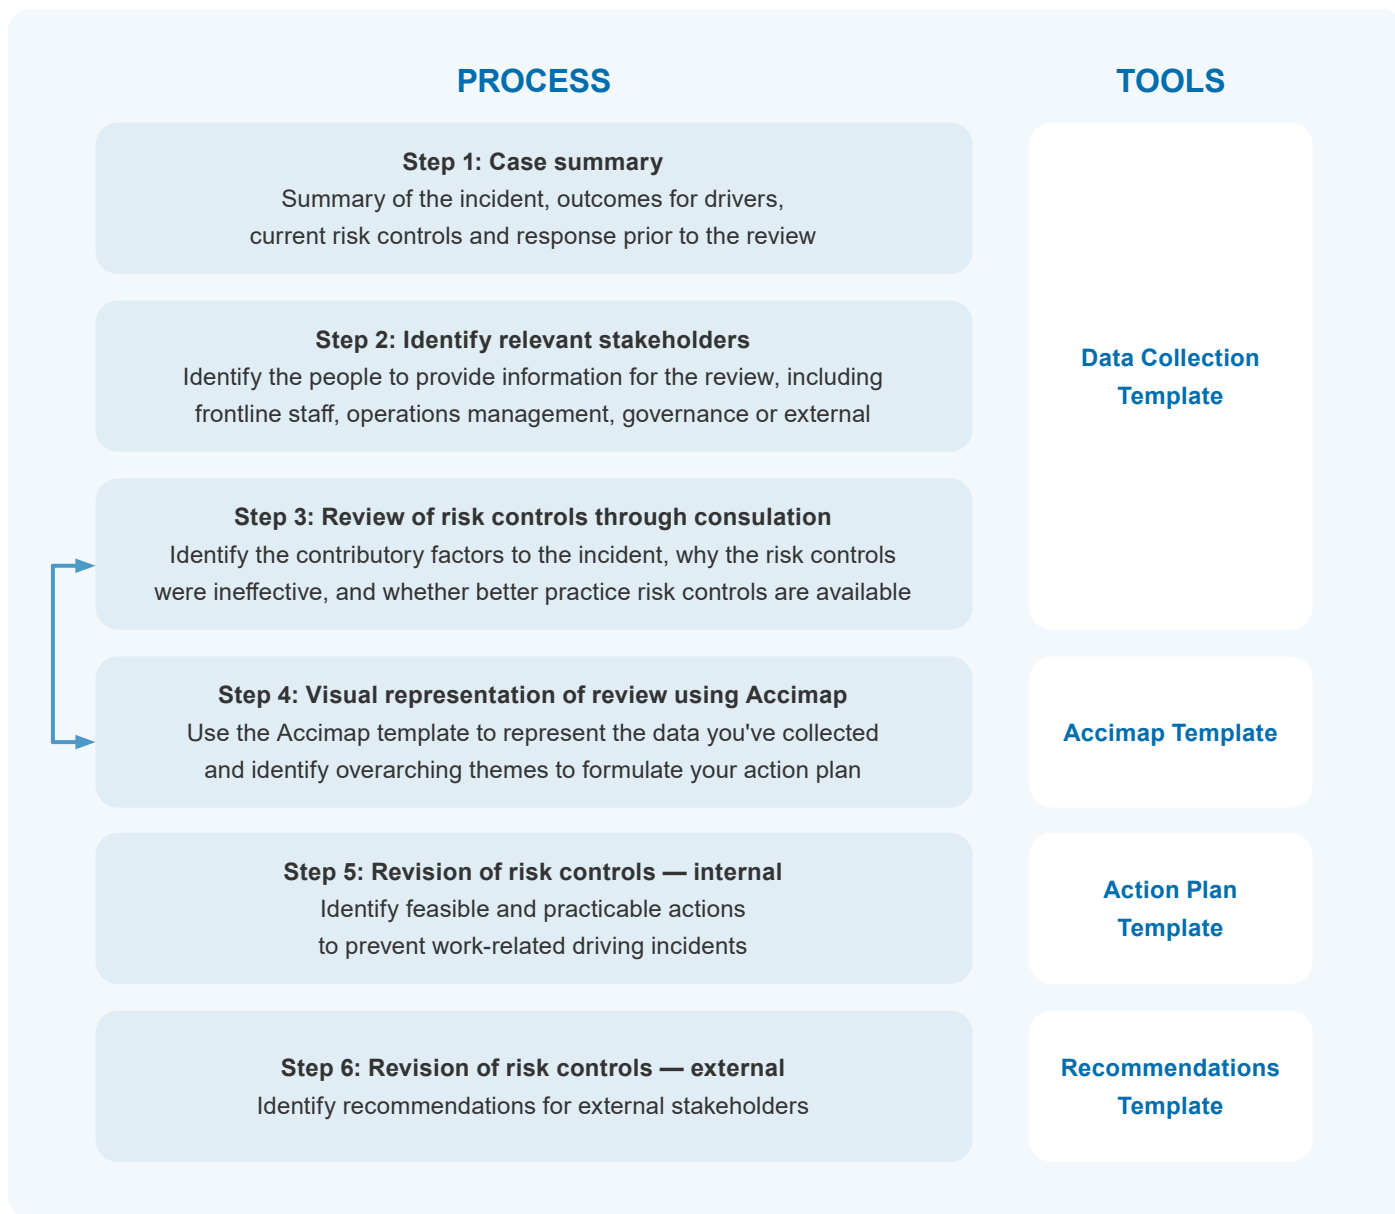 PROCESS
TOOLS
Step 1: Case summary
Summary of the incident, outcomes for drivers,
current risk controls and response prior to the review
Step 2: Identify relevant stakeholders
Identify the people to provide information for the review, including
frontline staff, operations management, governance or external
Step 3: Review of risk controls through consulation
Identify the contributory factors to the incident, why the risk controls
were ineffective, and whether better practice risk controls are available
Data Collection
Template
Step 4: Visual representation of review using Accimap
Use the Accimap template to represent the data you've collected
and identify overarching themes to formulate your action plan
Accimap Template
Step 5: Revision of risk controls — internal
Identify feasible and practicable actions
to prevent work-related driving incidents
Action Plan
Template
Step 6: Revision of risk controls — external
Identify recommendations for external stakeholders
Recommendations
Template